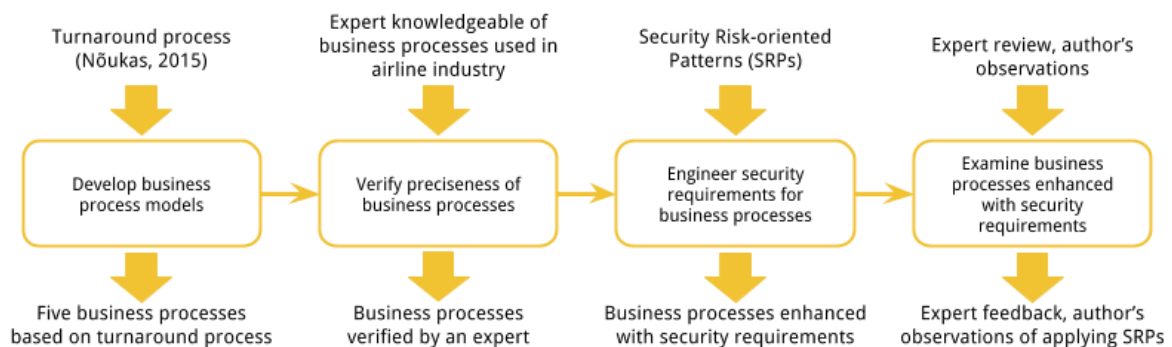 Turnaround process
(Nõukas, 2015)
Expert knowledgeable of
business processes used in
airline industry
Security Risk-oriented
Patterns (SRPs)
Expert review, author's
observations
Develop business
process models
Verify preciseness of
business processes
Engineer security
requirements for
business processes
Examine business
processes enhanced
with security
requirements
Five business processes
based on turnaround process
Business processes
verified by an expert
Business processes enhanced
with security requirements
Expert feedback, author's
observations of applying SRPs